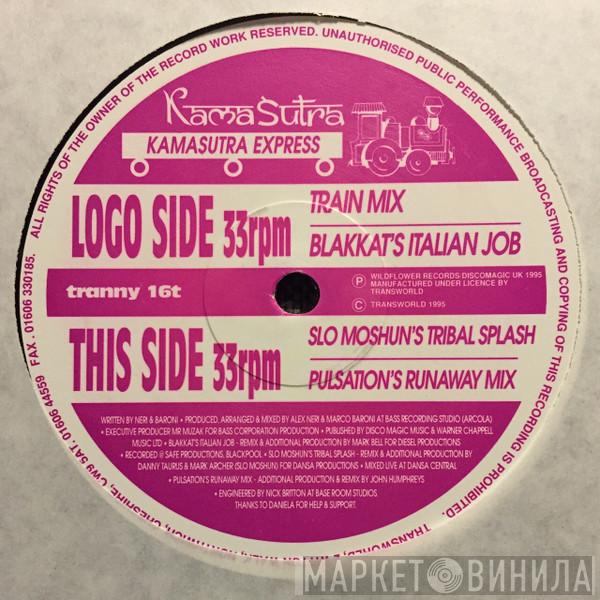 ALL RIGHTS OF THE OWNER OF THE RECORD WORK RESERVED. UNAUTHORISED PUBLIC PERFORMANCE BROADCASTING AND COPYING OF THIS RECORDING IS PROHIBITED.
KamaSutra
KAMASUTRA EXPRESS
LOGO SIDE 33rpm
TRAIN MIX
BLAKKAT'S ITALIAN JOB
tranny 16t
Ⓟ WILDFLOWER RECORDS/DISCOMAGIC UK 1995
MANUFACTURED UNDER LICENCE BY
TRANSWORLD
© TRANSWORLD 1995
THIS SIDE 33rpm
SLO MOSHUN'S TRIBAL SPLASH
PULSATION'S RUNAWAY MIX
WRITTEN BY NERI & BARONI • PRODUCED, ARRANGED & MIXED BY ALEX NERI & MARCO BARONI AT BASS RECORDING STUDIO (ARCOLA)
• EXECUTIVE PRODUCER MR MUZAK FOR BASS CORPORATION PRODUCTION • PUBLISHED BY DISCO MAGIC MUSIC & WARNER CHAPPELL
MUSIC LTD • BLAKKAT'S ITALIAN JOB - REMIX & ADDITIONAL PRODUCTION BY MARK BELL FOR DIESEL PRODUCTIONS
• RECORDED @ SAFE PRODUCTIONS, BLACKPOOL. • SLO MOSHUN'S TRIBAL SPLASH - REMIX & ADDITIONAL PRODUCTION BY
DANNY TAURUS & MARK ARCHER (SLO MOSHUN) FOR DANSA PRODUCTIONS • MIXED LIVE AT DANSA CENTRAL
• PULSATION'S RUNAWAY MIX - ADDITIONAL PRODUCTION & REMIX BY JOHN HUMPHREYS
• ENGINEERED BY NICK BRITTON AT BASE ROOM STUDIOS.
THANKS TO DANIELA FOR HELP & SUPPORT.
TRANSWORLD, CHESHIRE, CW9 5AT. 01606 44559 FAX. 01606 330185.
МАРКЕТ ВИНИЛА